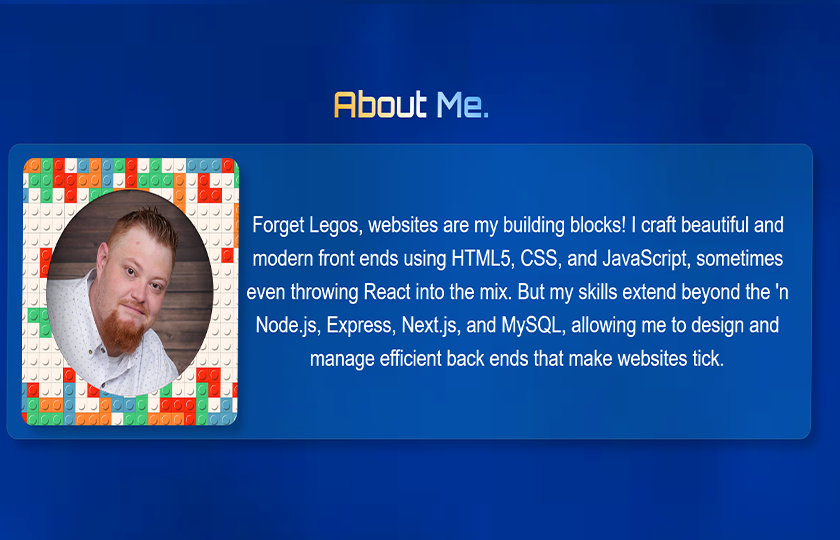 About Me.
Forget Legos, websites are my building blocks! I craft beautiful and
modern front ends using HTML5, CSS, and JavaScript, sometimes
even throwing React into the mix. But my skills extend beyond the 'n
Node.js, Express, Next.js, and MySQL, allowing me to design and
manage efficient back ends that make websites tick.